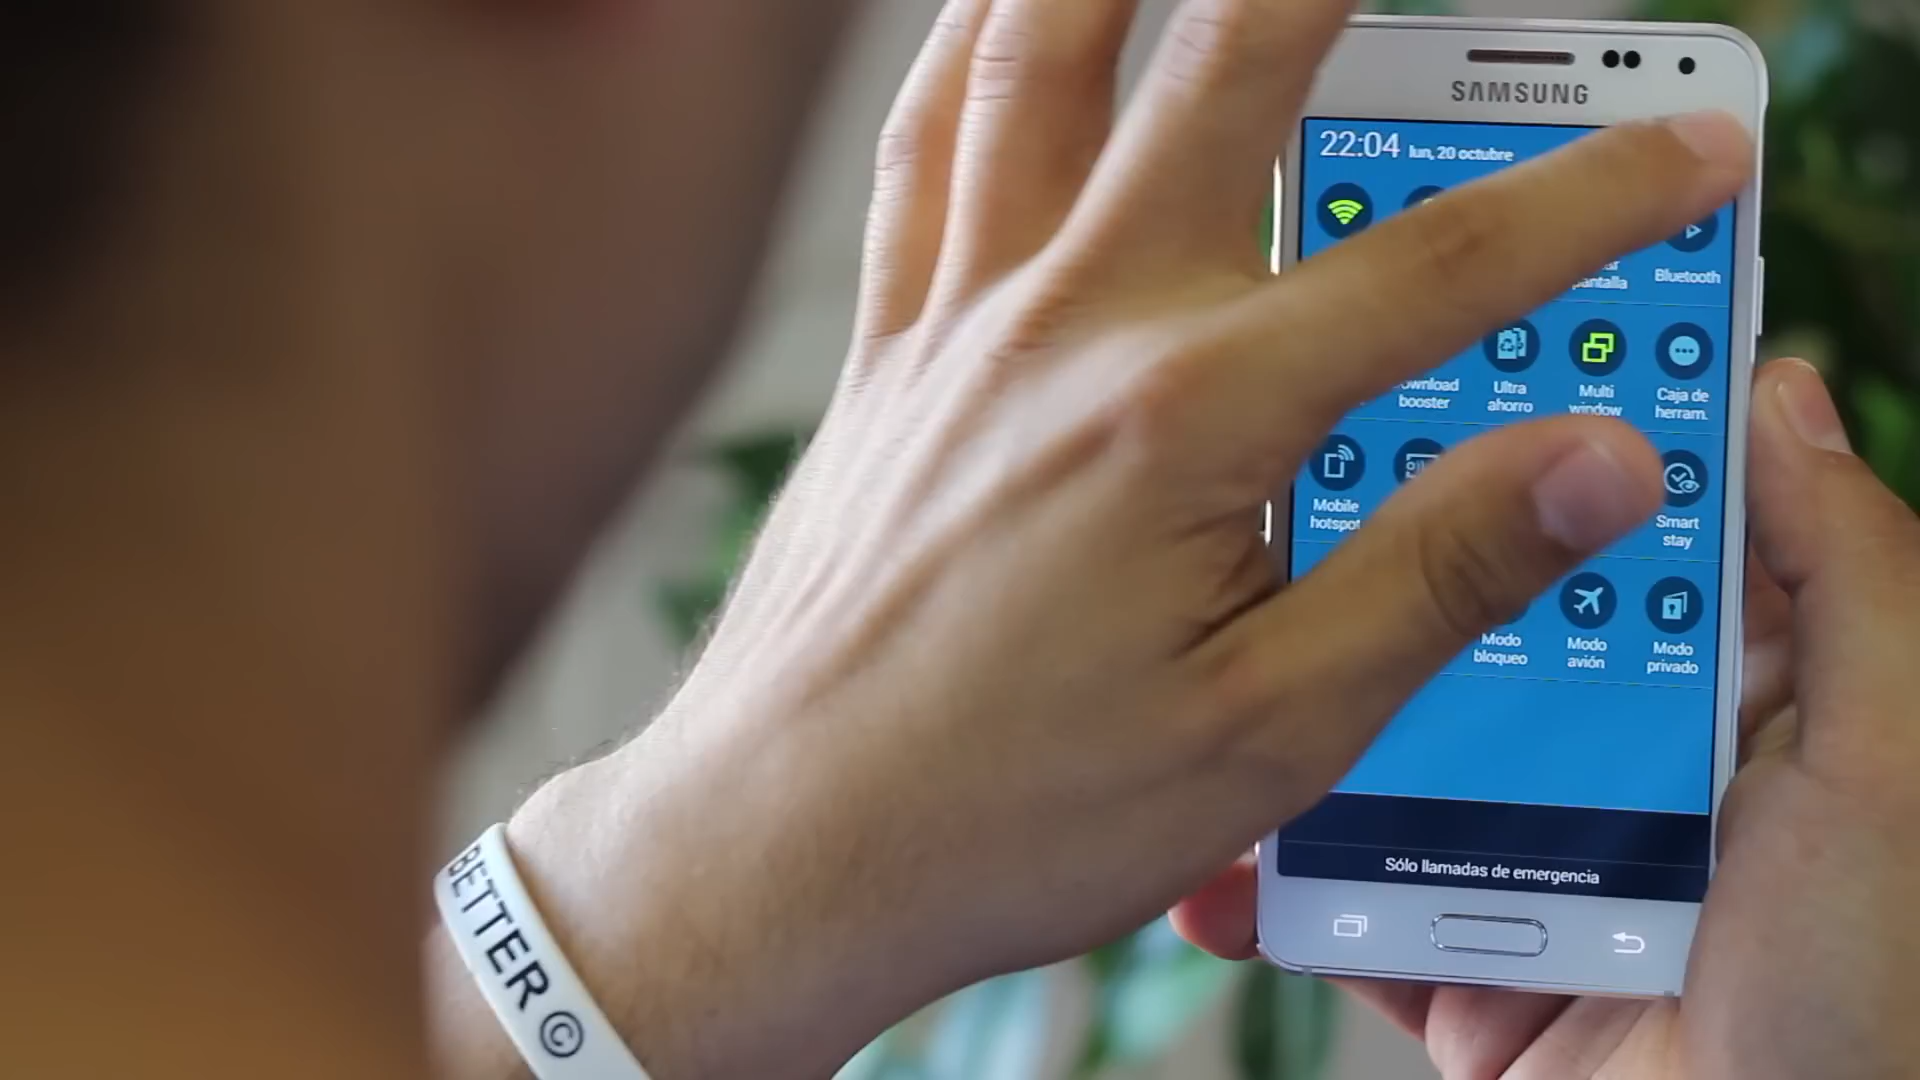 SAMSUNG
22:04 lun, 20 octubre
pantalla
Bluetooth
booster
Ultra
ahorro
Multi
window
Caja de
herram.
Mobile
hotspot
Smart
stay
Modo
bloqueo
Modo
avión
Modo
privado
Sólo llamadas de emergencia
BETTER ©